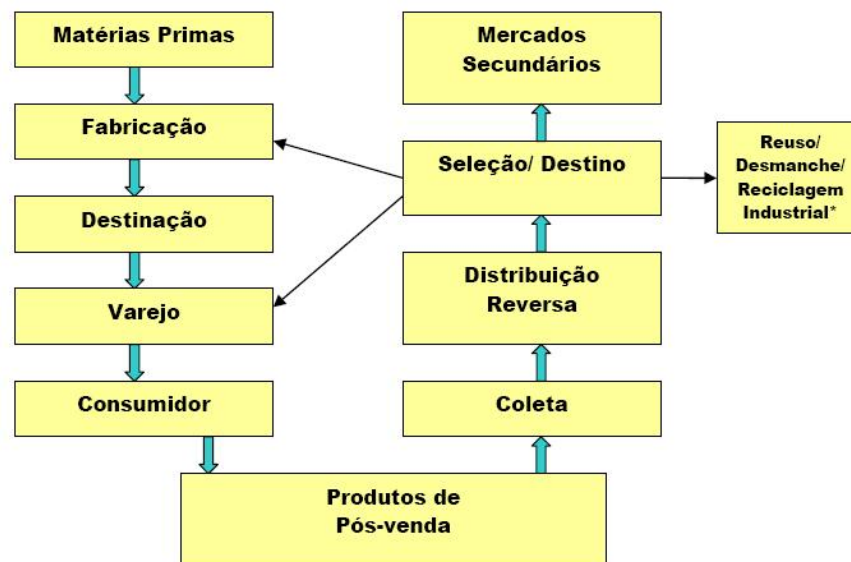 Matérias Primas
Fabricação
Destinação
Varejo
Consumidor
Produtos de
Pós-venda
Coleta
Distribuição
Reversa
Seleção/ Destino
Mercados
Secundários
Reuso/
Desmanche/
Reciclagem
Industrial*